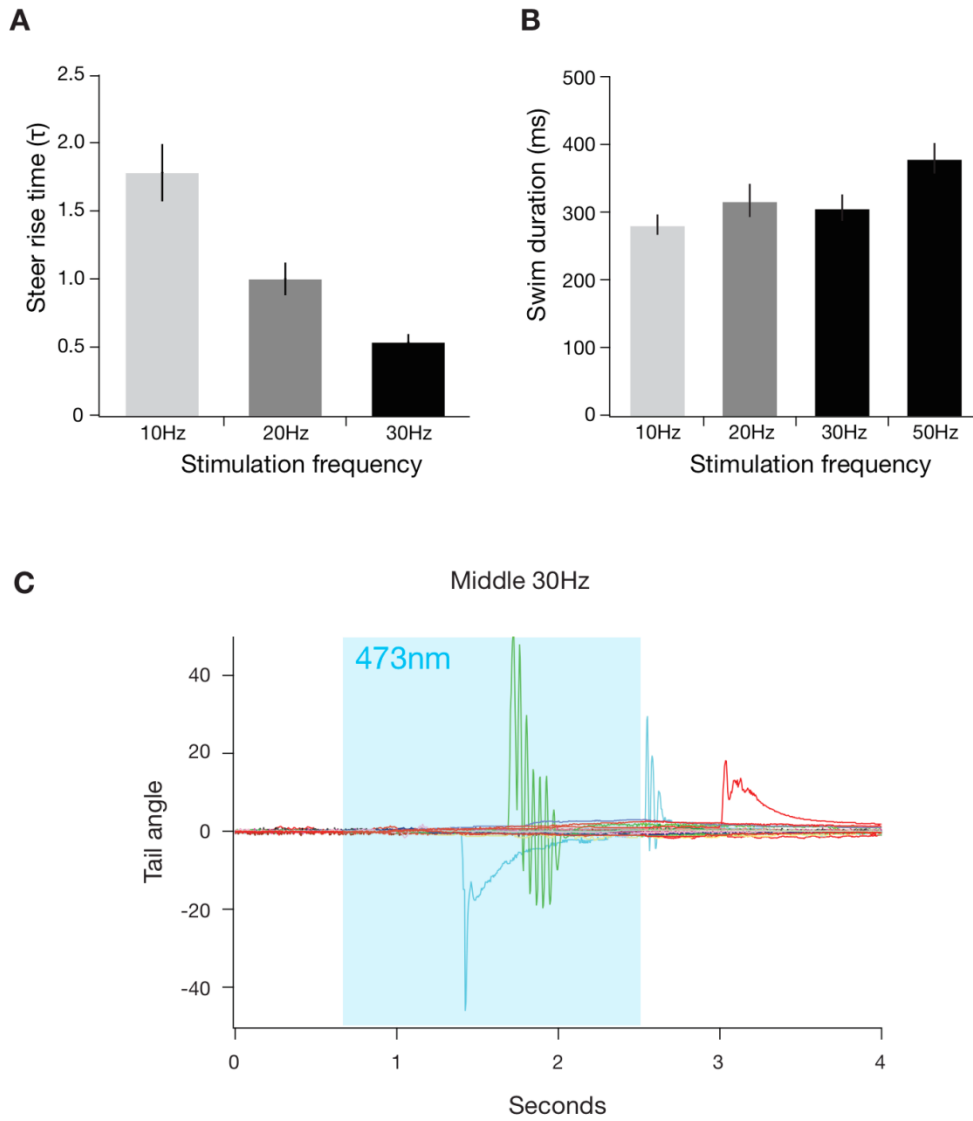 A
Steer rise time (τ)
2.5
2.0
1.5
1.0
0.5
0
10Hz 20Hz 30Hz
Stimulation frequency
B
Swim duration (ms)
500
400
300
200
100
0
10Hz 20Hz 30Hz 50Hz
Stimulation frequency
C
Middle 30Hz
473nm
Tail angle
40
20
0
-20
-40
0 1 2 3 4
Seconds